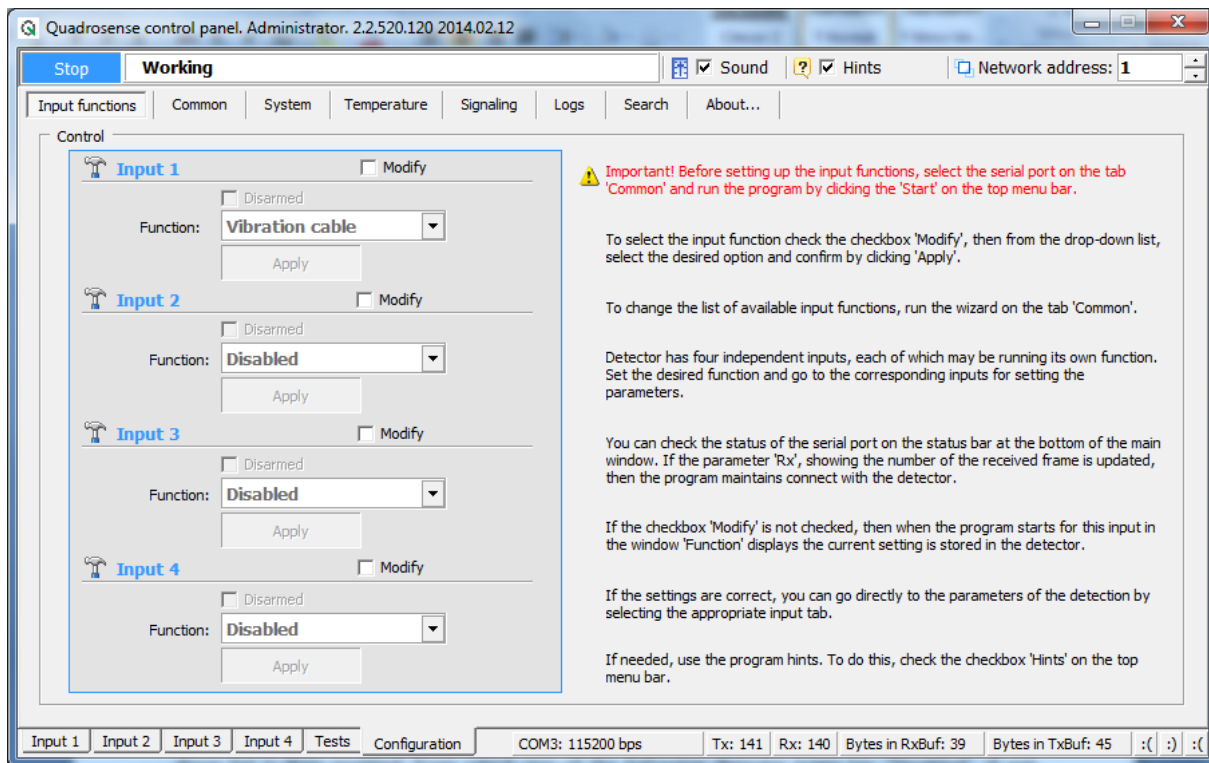 Quadrosense control panel. Administrator. 2.2.520.120 2014.02.12
Stop Working Sound Hints Network address: 1
Input functions Common System Temperature Signaling Logs Search About...
Control
Input 1 Modify
Disarmed
Function: Vibration cable
Apply
Input 2 Modify
Disarmed
Function: Disabled
Apply
Input 3 Modify
Disarmed
Function: Disabled
Apply
Input 4 Modify
Disarmed
Function: Disabled
Apply
Important! Before setting up the input functions, select the serial port on the tab
'Common' and run the program by clicking the 'Start' on the top menu bar.
To select the input function check the checkbox 'Modify', then from the drop-down list,
select the desired option and confirm by clicking 'Apply'.
To change the list of available input functions, run the wizard on the tab 'Common'.
Detector has four independent inputs, each of which may be running its own function.
Set the desired function and go to the corresponding inputs for setting the
parameters.
You can check the status of the serial port on the status bar at the bottom of the main
window. If the parameter 'Rx', showing the number of the received frame is updated,
then the program maintains connect with the detector.
If the checkbox 'Modify' is not checked, then when the program starts for this input in
the window 'Function' displays the current setting is stored in the detector.
If the settings are correct, you can go directly to the parameters of the detection by
selecting the appropriate input tab.
If needed, use the program hints. To do this, check the checkbox 'Hints' on the top
menu bar.
Input 1 Input 2 Input 3 Input 4 Tests Configuration COM3: 115200 bps Tx: 141 Rx: 140 Bytes in RxBuf: 39 Bytes in TxBuf: 45 :( :) :(